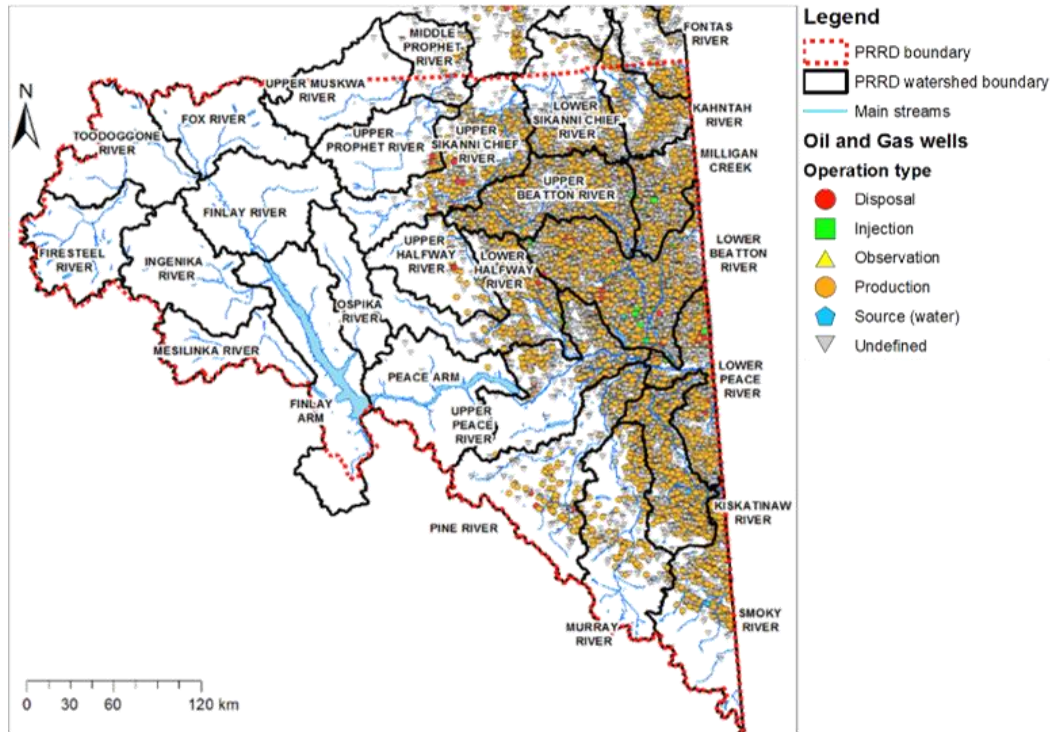 MIDDLE
PROPHET
RIVER
FONTAS
RIVER
UPPER MUSKWA
RIVER
N
TOODOGGONE
RIVER
FOX RIVER
UPPER
PROPHET RIVER
UPPER
SIKANNI CHIEF
RIVER
LOWER
SIKANNI CHIEF
RIVER
KAHNTAH
RIVER
MILLIGAN
CREEK
UPPER
BEATTON RIVER
FINLAY RIVER
FIRESTEEL
RIVER
INGENIKA
RIVER
OSPIKA
RIVER
UPPER
HALFWAY
RIVER
LOWER
HALFWAY
RIVER
LOWER
BEATTON
RIVER
MESILINKA RIVER
FINLAY
ARM
PEACE ARM
UPPER
PEACE
RIVER
LOWER
PEACE
RIVER
PINE RIVER
KISKATINAW
RIVER
MURRAY
RIVER
SMOKY
RIVER
0 30 60 120 km
Legend
PRRD boundary
PRRD watershed boundary
Main streams
Oil and Gas wells
Operation type
Disposal
Injection
Observation
Production
Source (water)
Undefined